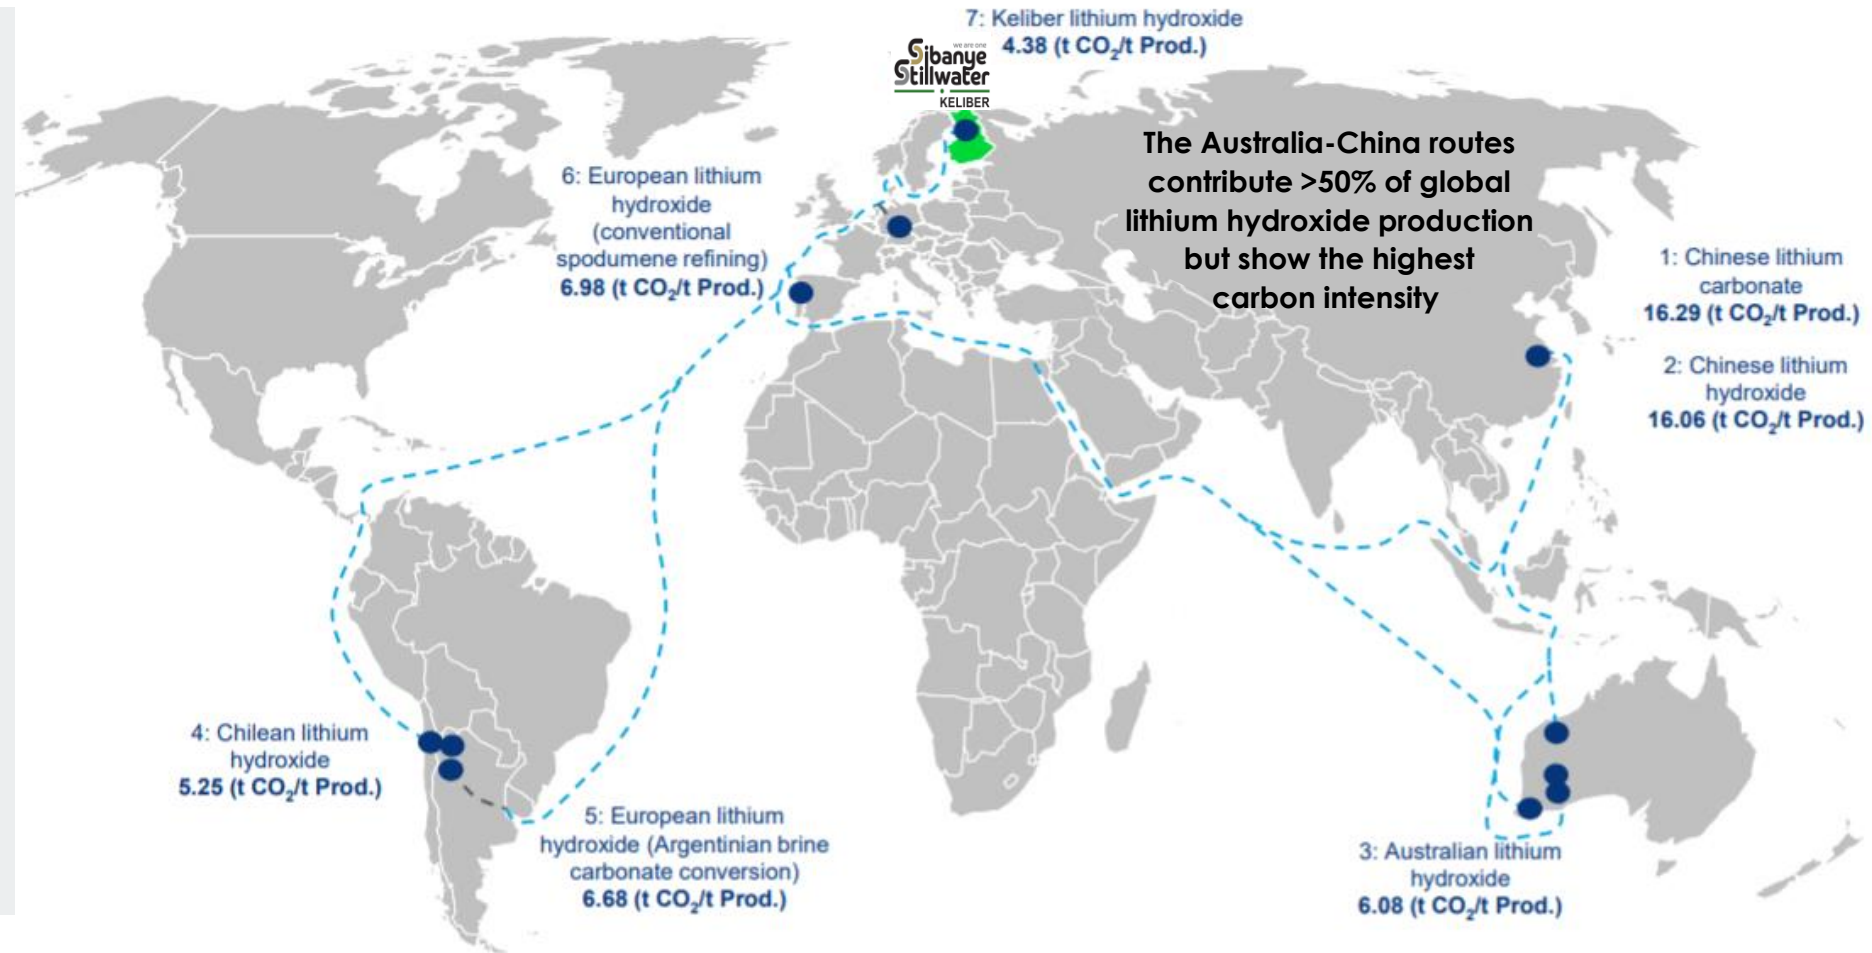 7: Keliber lithium hydroxide
4.38 (t CO₂/t Prod.)
we are one
Sibanye
Stillwater
KELIBER
The Australia-China routes
contribute >50% of global
lithium hydroxide production
but show the highest
carbon intensity
6: European lithium
hydroxide
(conventional
spodumene refining)
6.98 (t CO₂/t Prod.)
1: Chinese lithium
carbonate
16.29 (t CO₂/t Prod.)
2: Chinese lithium
hydroxide
16.06 (t CO₂/t Prod.)
4: Chilean lithium
hydroxide
5.25 (t CO₂/t Prod.)
5: European lithium
hydroxide (Argentinian brine
carbonate conversion)
6.68 (t CO₂/t Prod.)
3: Australian lithium
hydroxide
6.08 (t CO₂/t Prod.)